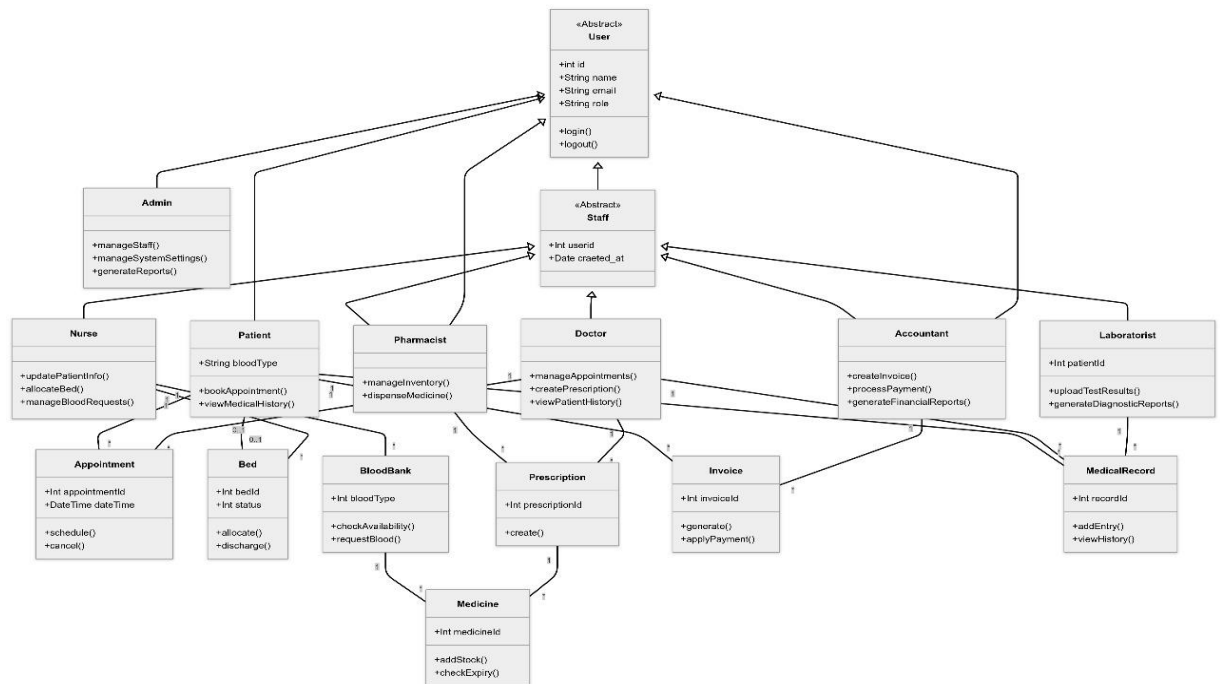 «Abstract»
User
+int id
+String name
+String email
+String role
+login()
+logout()
Admin
+manageStaff()
+manageSystemSettings()
+generateReports()
«Abstract»
Staff
+Int userid
+Date craeted_at
Nurse
+updatePatientInfo()
+allocateBed()
+manageBloodRequests()
Patient
+String bloodType
+bookAppointment()
+viewMedicalHistory()
Pharmacist
+manageInventory()
+dispenseMedicine()
Doctor
+manageAppointments()
+createPrescription()
+viewPatientHistory()
Accountant
+createInvoice()
+processPayment()
+generateFinancialReports()
Laboratorist
+Int patientId
+uploadTestResults()
+generateDiagnosticReports()
Appointment
+Int appointmentId
+DateTime dateTime
+schedule()
+cancel()
0..1
0..1
Bed
+Int bedId
+Int status
+allocate()
+discharge()
BloodBank
+Int bloodType
+checkAvailability()
+requestBlood()
Prescription
+Int prescriptionId
+create()
Invoice
+Int invoiceId
+generate()
+applyPayment()
MedicalRecord
+Int recordId
+addEntry()
+viewHistory()
Medicine
+Int medicineId
+addStock()
+checkExpiry()